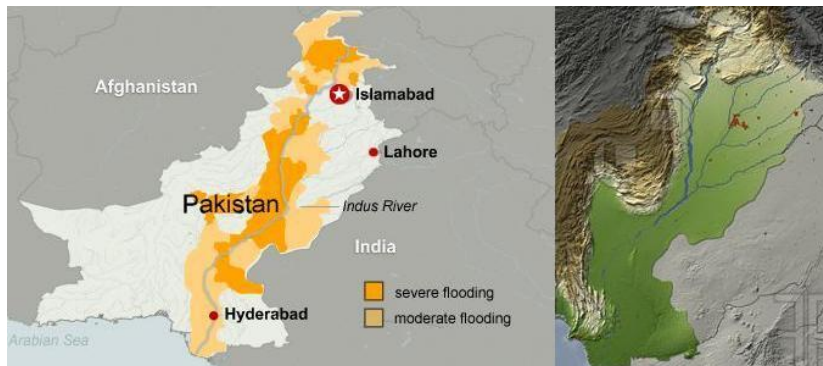 Afghanistan
Islamabad
Lahore
Pakistan
Indus River
India
severe flooding
moderate flooding
Hyderabad
Arabian Sea